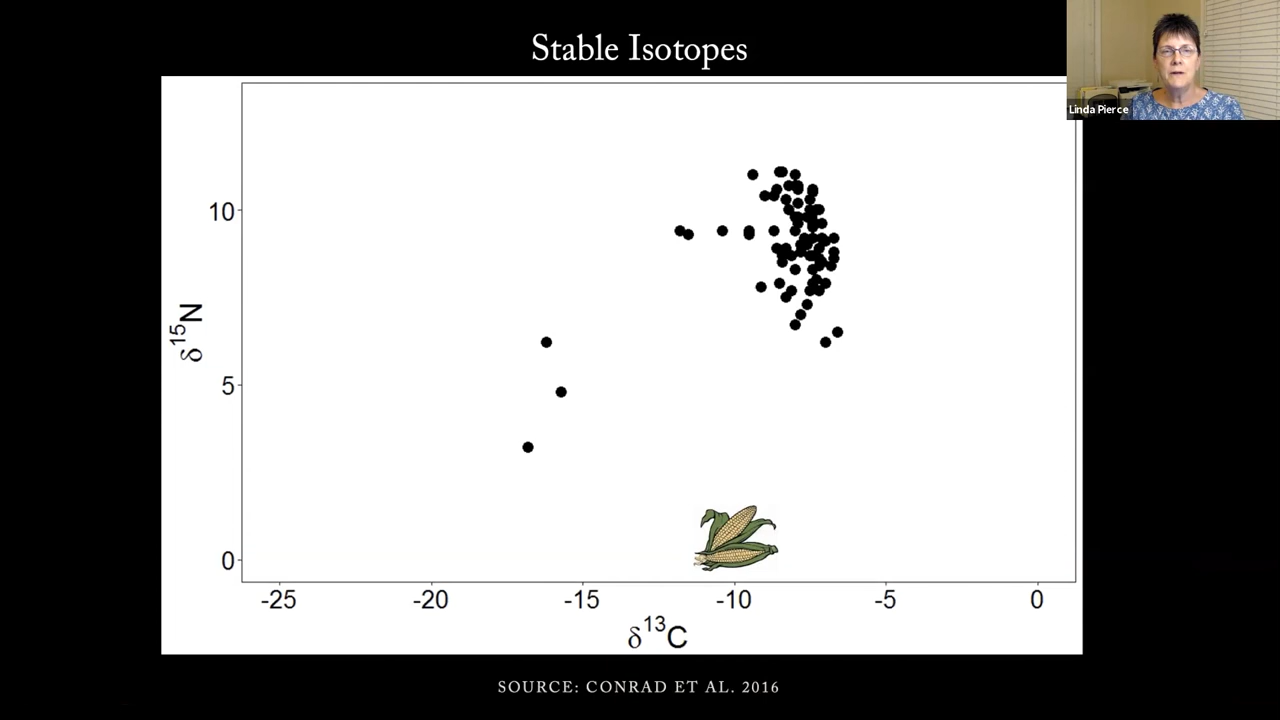 Stable Isotopes
Linda Pierce
10
5
0
δ15N
-25 -20 -15 -10 -5 0
δ13C
SOURCE: CONRAD ET AL. 2016